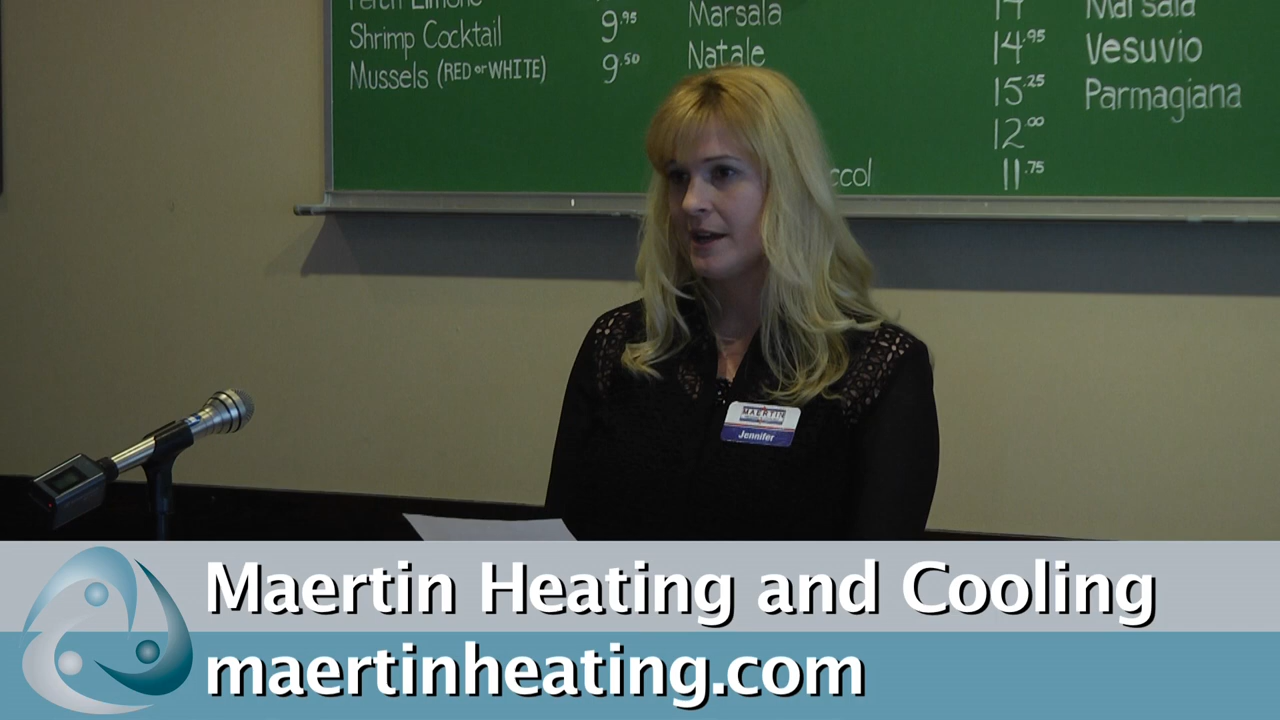 Shrimp Cocktail 9.95
Mussels (RED or WHITE) 9.50
Marsala
Natale
14
14.95
15.25
12.00
11.75
Marsala
Vesuvio
Parmagiana
MAERTIN
Jennifer
Maertin Heating and Cooling
maertinheating.com